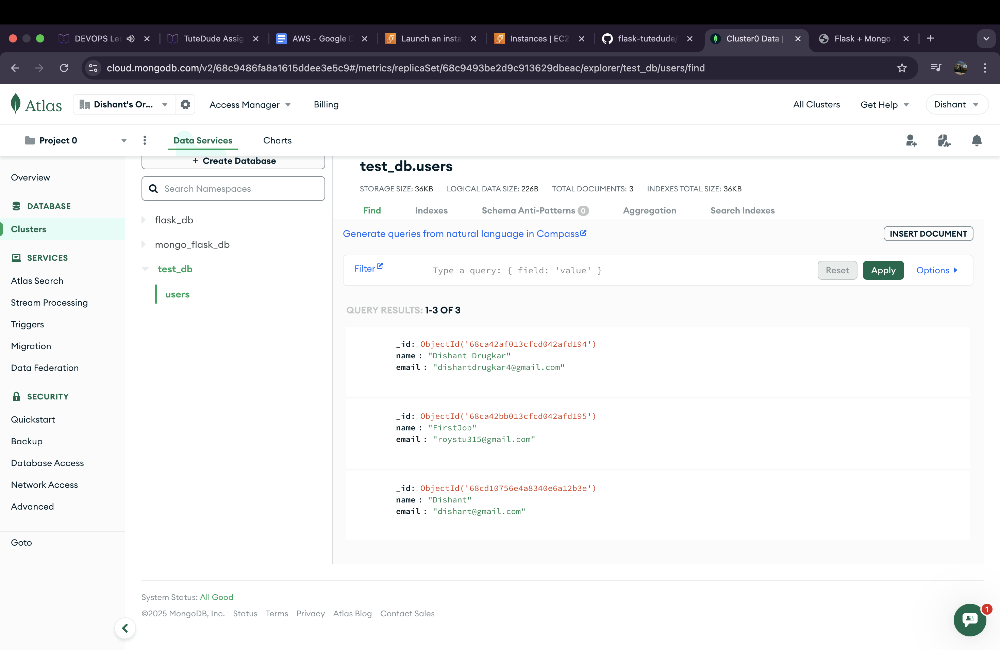 DEVOPS Lec
TuteDude Assig
AWS - Google D
Launch an insta
Instances | EC2
flask-tutedude/
Cluster0 Data |
Flask + Mongo
cloud.mongodb.com/v2/68c9486fa8a1615ddee3e5c9#/metrics/replicaSet/68c9493be2d9c913629dbeac/explorer/test_db/users/find
Atlas
Dishant's Or...
Access Manager
Billing
All Clusters
Get Help
Dishant
Project 0
Data Services
Charts
Overview
DATABASE
Clusters
SERVICES
Atlas Search
Stream Processing
Triggers
Migration
Data Federation
SECURITY
Quickstart
Backup
Database Access
Network Access
Advanced
Goto
+ Create Database
Search Namespaces
flask_db
mongo_flask_db
test_db
users
test_db.users
STORAGE SIZE: 36KB LOGICAL DATA SIZE: 226B TOTAL DOCUMENTS: 3 INDEXES TOTAL SIZE: 36KB
Find Indexes Schema Anti-Patterns 0 Aggregation Search Indexes
Generate queries from natural language in Compass
INSERT DOCUMENT
Filter
Type a query: { field: 'value' }
Reset
Apply
Options
QUERY RESULTS: 1-3 OF 3
_id: ObjectId('68ca42af013cfcd042afd194')
name : "Dishant Drugkar"
email : "dishantdrugkar4@gmail.com"
_id: ObjectId('68ca42bb013cfcd042afd195')
name : "FirstJob"
email : "roystu315@gmail.com"
_id: ObjectId('68cd10756e4a8340e6a12b3e')
name : "Dishant"
email : "dishant@gmail.com"
System Status: All Good
©2025 MongoDB, Inc. Status Terms Privacy Atlas Blog Contact Sales
1